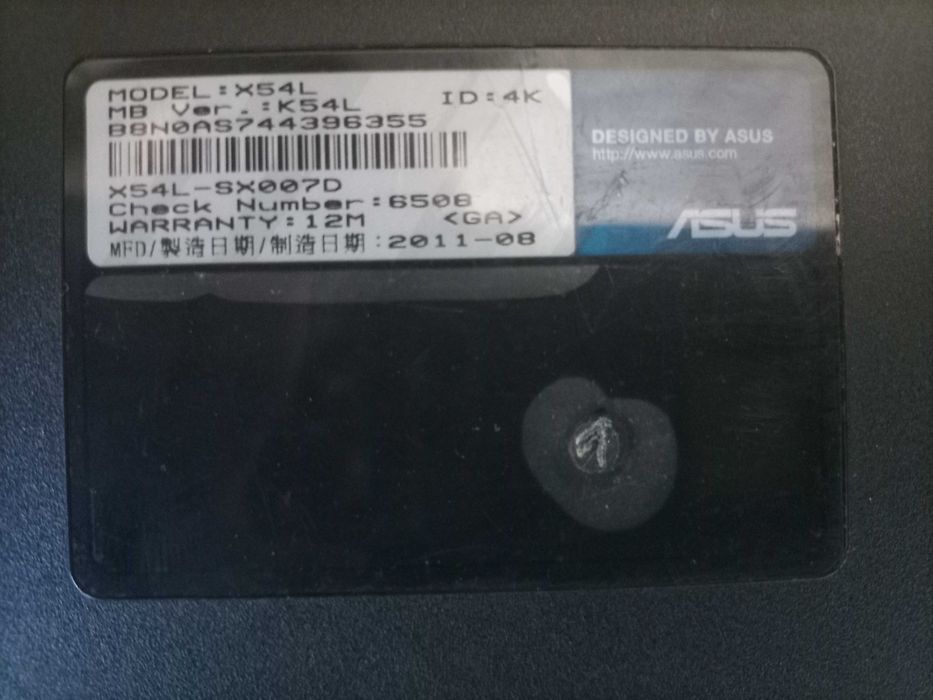 MODEL:X54L ID:4K
MB Ver.:K54L
B8N0AS744396355
X54L-SX007D
Check Number:6508
WARRANTY:12M <GA>
MFD/製造日期/制造日期:2011-08
DESIGNED BY ASUS
http://www.asus.com
ASUS